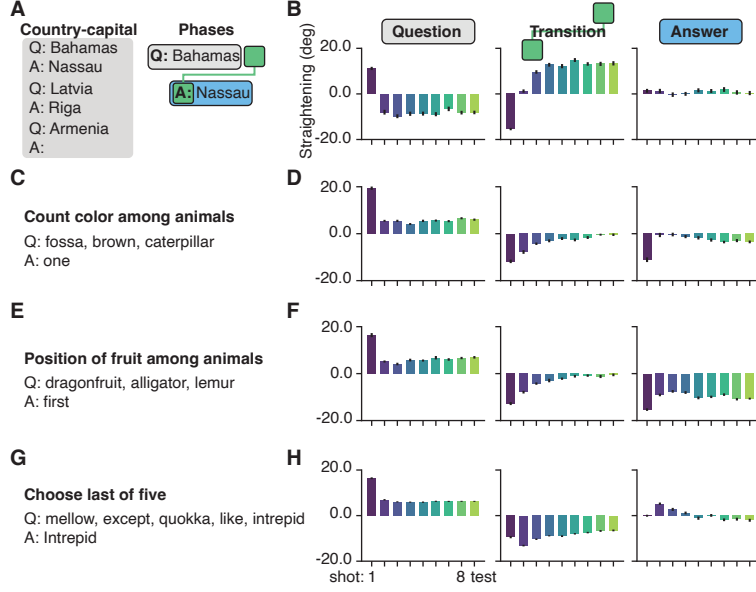 A
Country-capital
Q: Bahamas
A: Nassau
Q: Latvia
A: Riga
Q: Armenia
A:
Phases
Q: Bahamas
A: Nassau
B
Question
Transition
Answer
Straightening (deg)
20.0
0.0
-20.0
C
Count color among animals
Q: fossa, brown, caterpillar
A: one
D
20.0
0.0
-20.0
E
Position of fruit among animals
Q: dragonfruit, alligator, lemur
A: first
F
20.0
0.0
-20.0
G
Choose last of five
Q: mellow, except, quokka, like, intrepid
A: Intrepid
H
20.0
0.0
-20.0
shot: 1
8 test